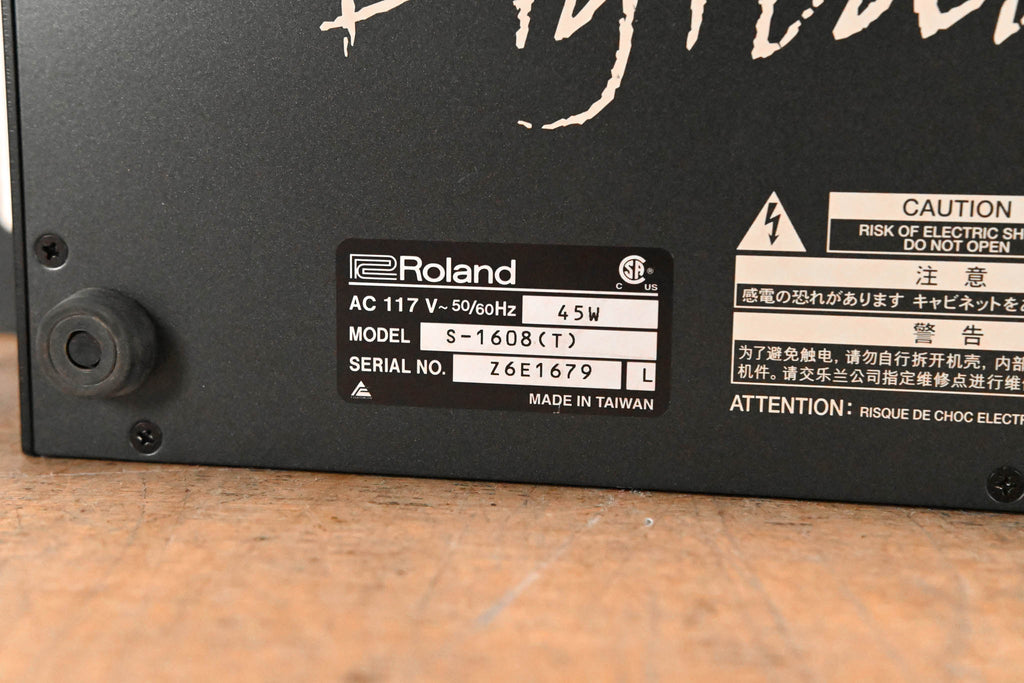 Roland
C US
AC 117 V~ 50/60Hz 45W
MODEL S-1608(T)
SERIAL NO. Z6E1679 L
MADE IN TAIWAN
CAUTION
RISK OF ELECTRIC SH
DO NOT OPEN
注 意
感電の恐れがあります キャビネットを
警 告
为了避免触电, 请勿自行拆开机壳, 内部
机件。请交乐兰公司指定维修点进行维
ATTENTION: RISQUE DE CHOC ELECTR